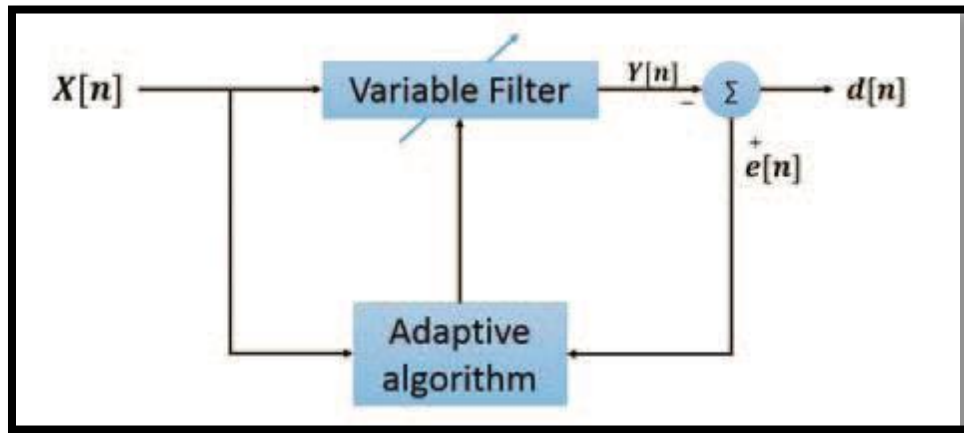 X[n]
Variable Filter
Y[n]
−
Σ
d[n]
+
e[n]
Adaptive
algorithm